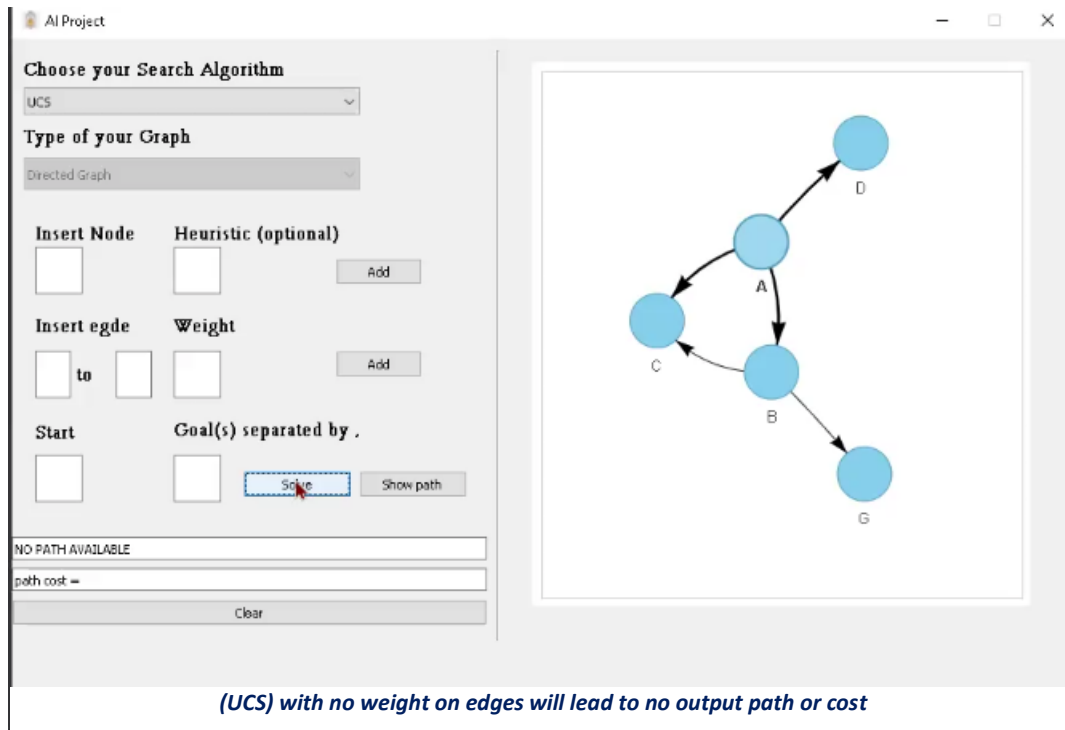 AI Project
Choose your Search Algorithm
UCS
Type of your Graph
Directed Graph
Insert Node Heuristic (optional)
Add
Insert egde Weight
to
Add
Start Goal(s) separated by ,
Solve Show path
NO PATH AVAILABLE
path cost =
Clear
D
A
C
B
G
(UCS) with no weight on edges will lead to no output path or cost